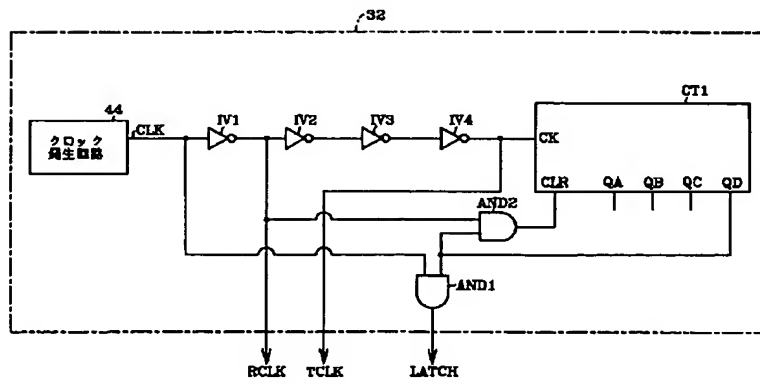 32
44
クロック
発生回路
CLK
IV1
IV2
IV3
IV4
CT1
CK
CLR
QA
QB
QC
QD
AND2
AND1
RCLK
TCLK
LATCH